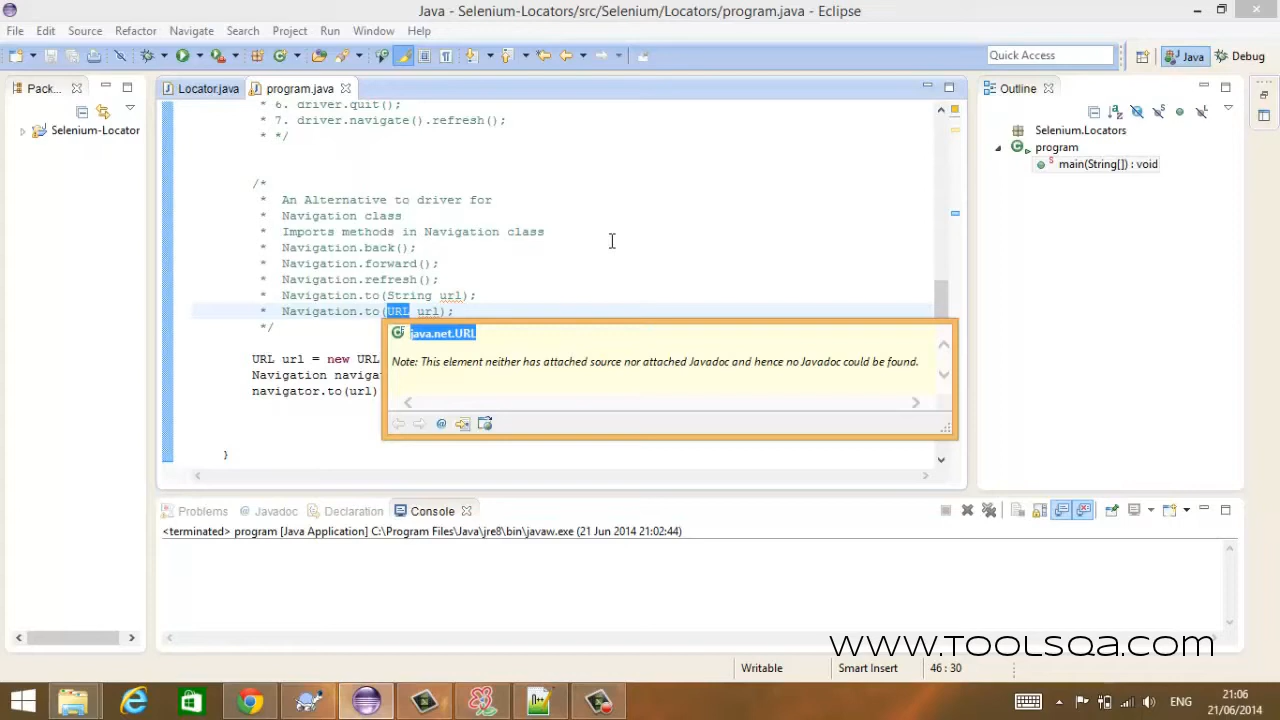 Java - Selenium-Locators/src/Selenium/Locators/program.java - Eclipse
File Edit Source Refactor Navigate Search Project Run Window Help
Quick Access
Java
Debug
Pack...
Locator.java
program.java
Outline
Selenium-Locator
Selenium.Locators
program
S main(String[]) : void
* 6. driver.quit();
* 7. driver.navigate().refresh();
* */
/*
* An Alternative to driver for
* Navigation class
* Imports methods in Navigation class
* Navigation.back();
* Navigation.forward();
* Navigation.refresh();
* Navigation.to(String url);
* Navigation.to(URL url);
*/
java.net.URL
Note: This element neither has attached source nor attached Javadoc and hence no Javadoc could be found.
URL url = new URL
Navigation naviga
navigator.to(url)
}
Problems @ Javadoc Declaration Console
<terminated> program [Java Application] C:\Program Files\Java\jre8\bin\javaw.exe (21 Jun 2014 21:02:44)
www.TOOLSQA.com
Writable Smart Insert 46 : 30
ENG
21:06
21/06/2014